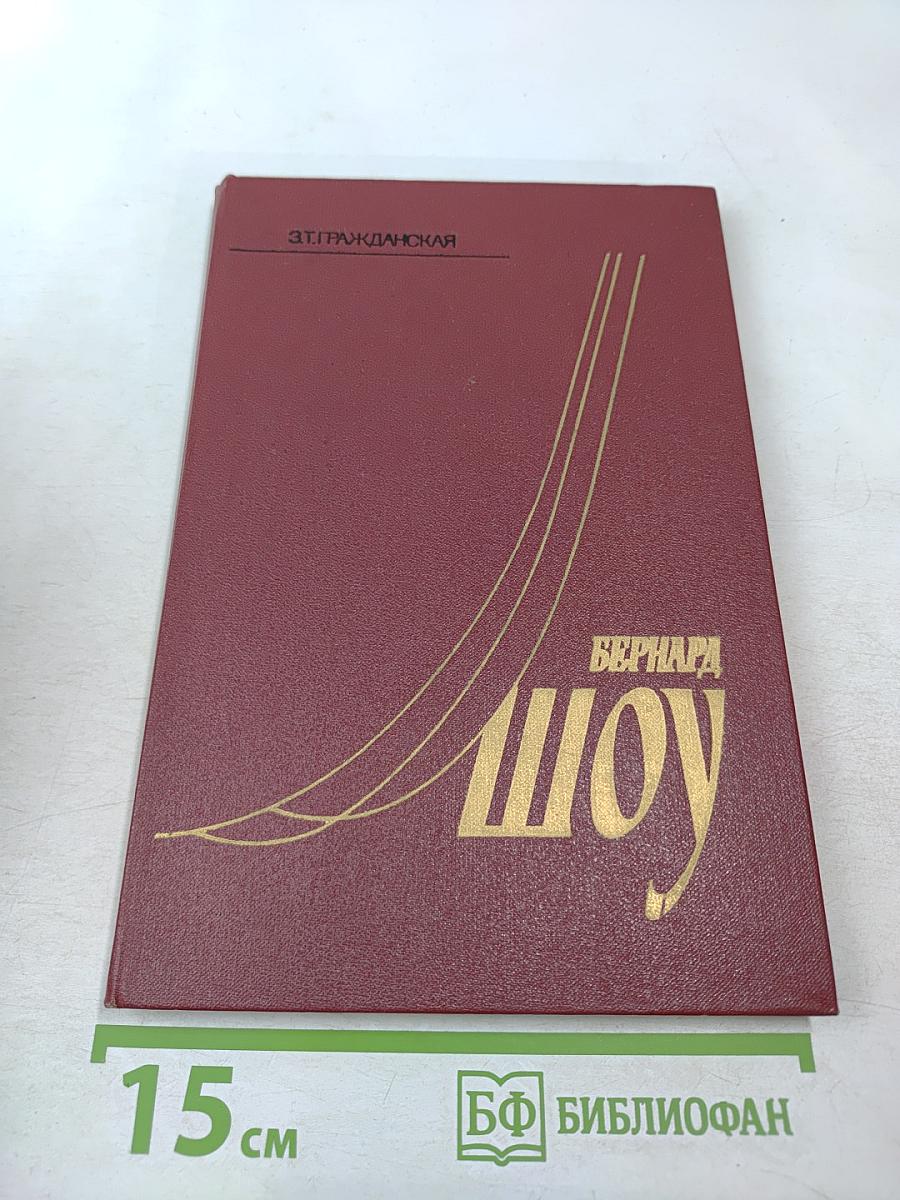 З.Т.ГРАЖДАНСКАЯ
БЕРНАРД
ШОУ
15 см
БФ БИБЛИОФАН